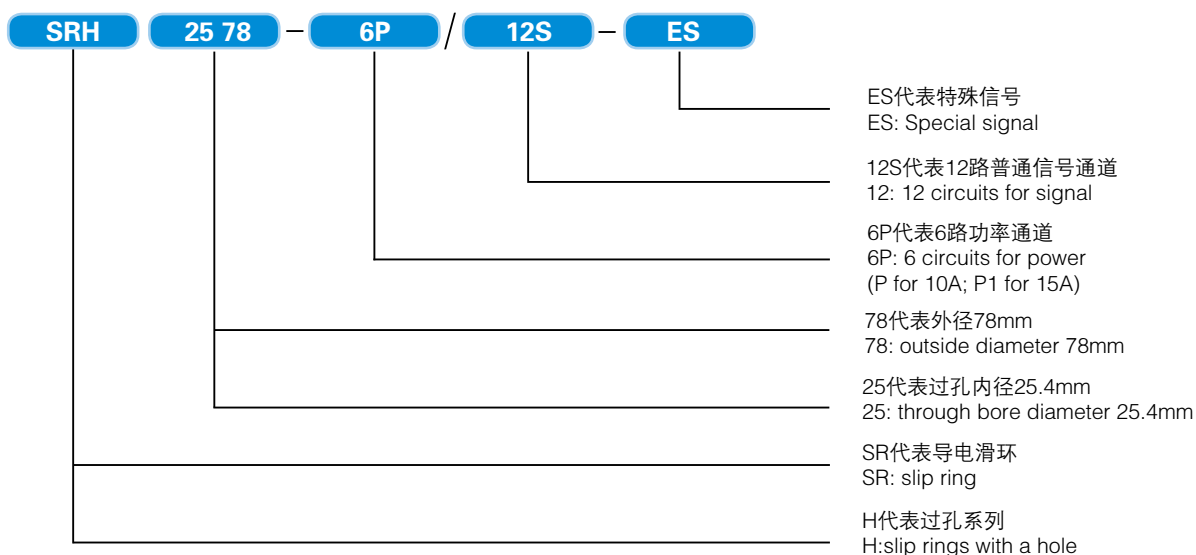 SRH 25 78 – 6P / 12S – ES
ES代表特殊信号
ES: Special signal
12S代表12路普通信号通道
12: 12 circuits for signal
6P代表6路功率通道
6P: 6 circuits for power
(P for 10A; P1 for 15A)
78代表外径78mm
78: outside diameter 78mm
25代表过孔内径25.4mm
25: through bore diameter 25.4mm
SR代表导电滑环
SR: slip ring
H代表过孔系列
H:slip rings with a hole